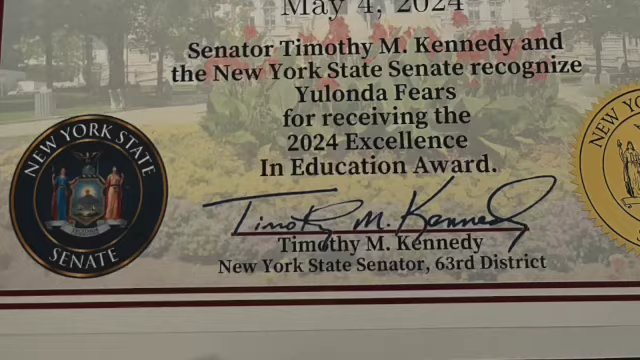 May 4, 2024
Senator Timothy M. Kennedy and
the New York State Senate recognize
Yulonda Fears
for receiving the
2024 Excellence
In Education Award.
Timothy M. Kennedy
Timothy M. Kennedy
New York State Senator, 63rd District
NEW YORK STATE
SENATE
NEW YO